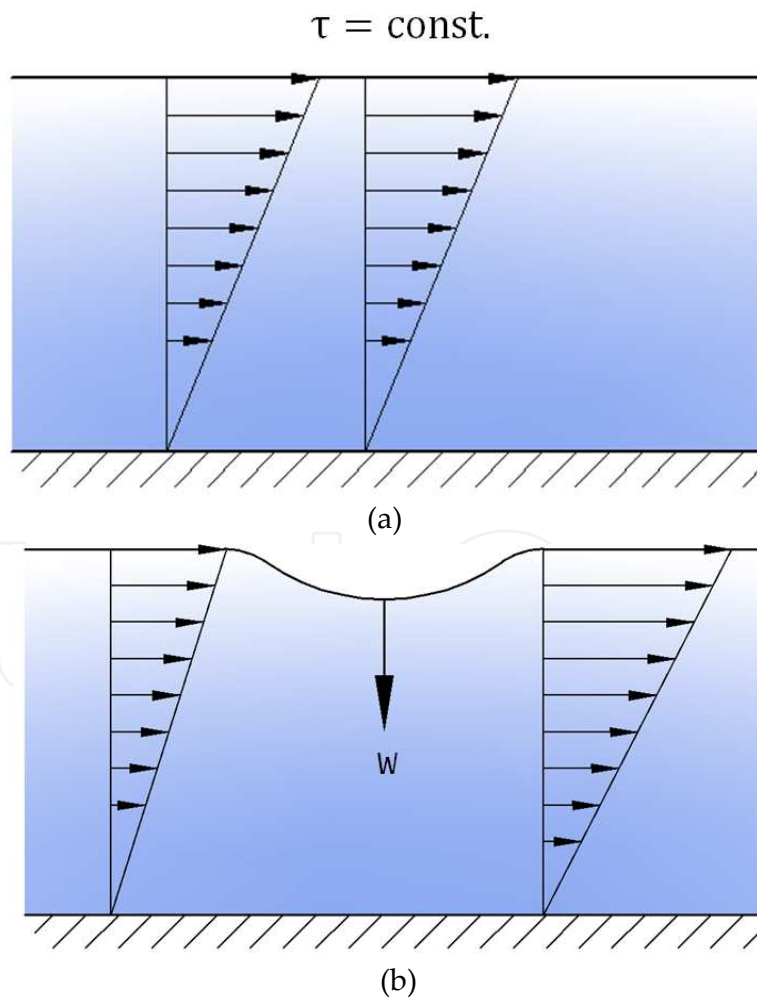 τ = const.
(a)
W
(b)